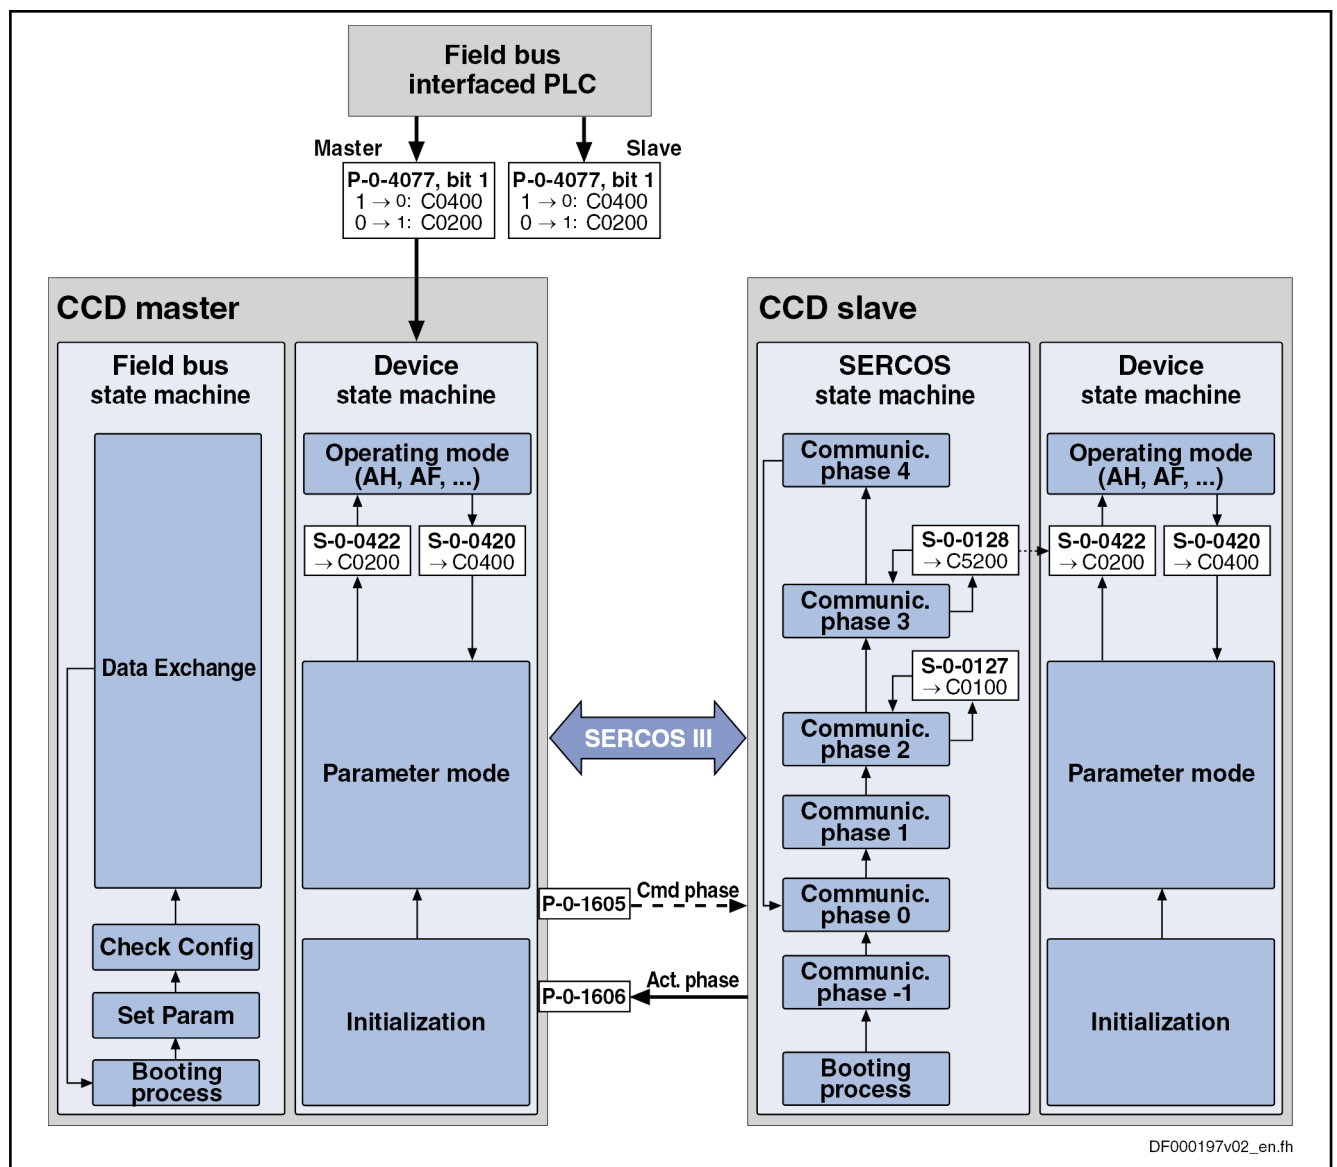 Field bus
interfaced PLC
Master
Slave
P-0-4077, bit 1
1 → 0: C0400
0 → 1: C0200
P-0-4077, bit 1
1 → 0: C0400
0 → 1: C0200
CCD master
Field bus
state machine
Data Exchange
Check Config
Set Param
Booting
process
Device
state machine
Operating mode
(AH, AF, ...)
S-0-0422
→ C0200
S-0-0420
→ C0400
Parameter mode
Initialization
SERCOS III
P-0-1605
Cmd phase
P-0-1606
Act. phase
CCD slave
SERCOS
state machine
Communic.
phase 4
S-0-0128
→ C5200
Communic.
phase 3
S-0-0127
→ C0100
Communic.
phase 2
Communic.
phase 1
Communic.
phase 0
Communic.
phase -1
Booting
process
Device
state machine
Operating mode
(AH, AF, ...)
S-0-0422
→ C0200
S-0-0420
→ C0400
Parameter mode
Initialization
DF000197v02_en.fh